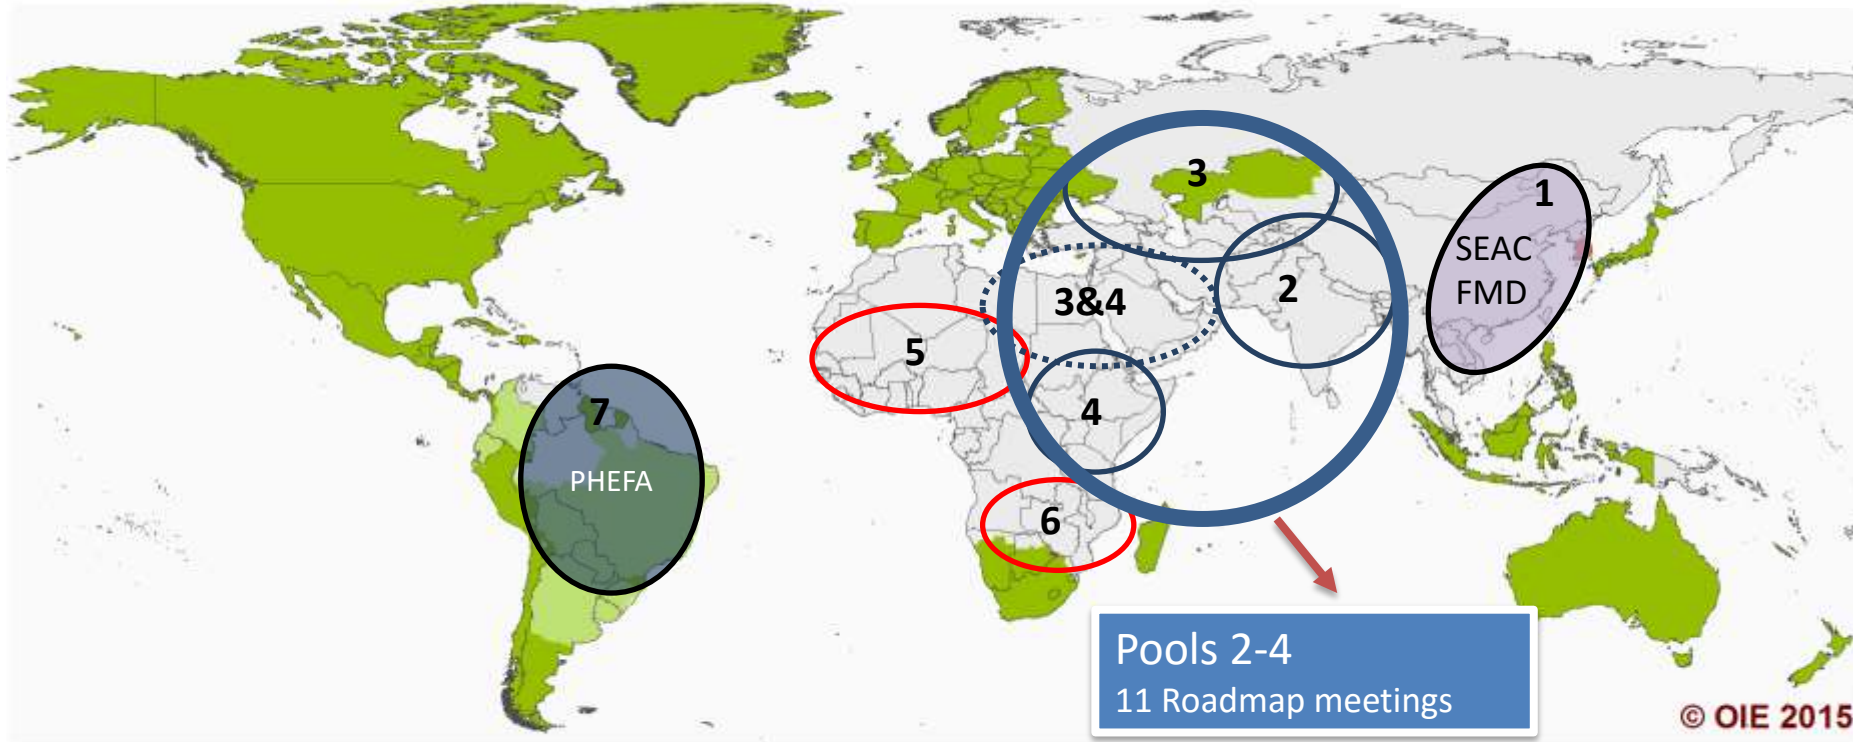 3
1
SEAC
FMD
2
3&4
5
4
7
PHEFA
6
Pools 2-4
11 Roadmap meetings
© OIE 2015